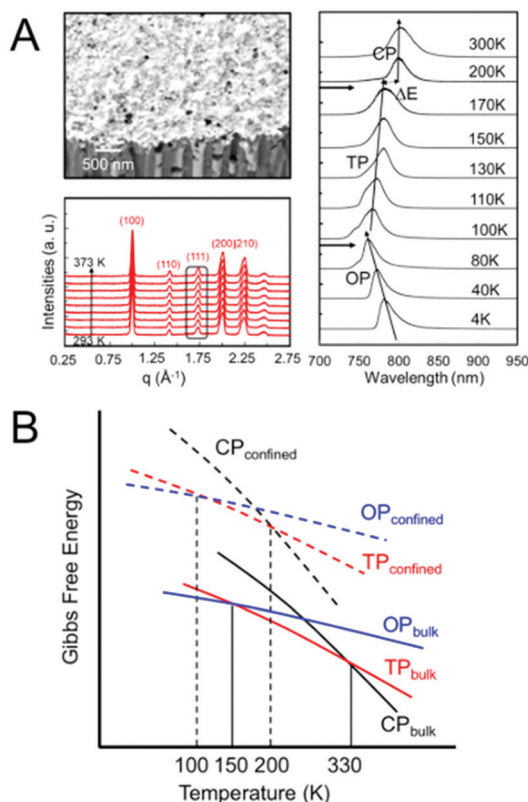 A
500 nm
Intensities (a. u.)
(100)
(110)
(111)
(200)
(210)
373 K
293 K
0.25 0.75 1.25 1.75 2.25 2.75
q (Å-1)
CP
300K
200K
ΔE
170K
150K
TP
130K
110K
100K
80K
OP
40K
4K
700 750 800 850 900 950
Wavelength (nm)
B
Gibbs Free Energy
CPconfined
OPconfined
TPconfined
OPbulk
TPbulk
CPbulk
100 150 200 330
Temperature (K)